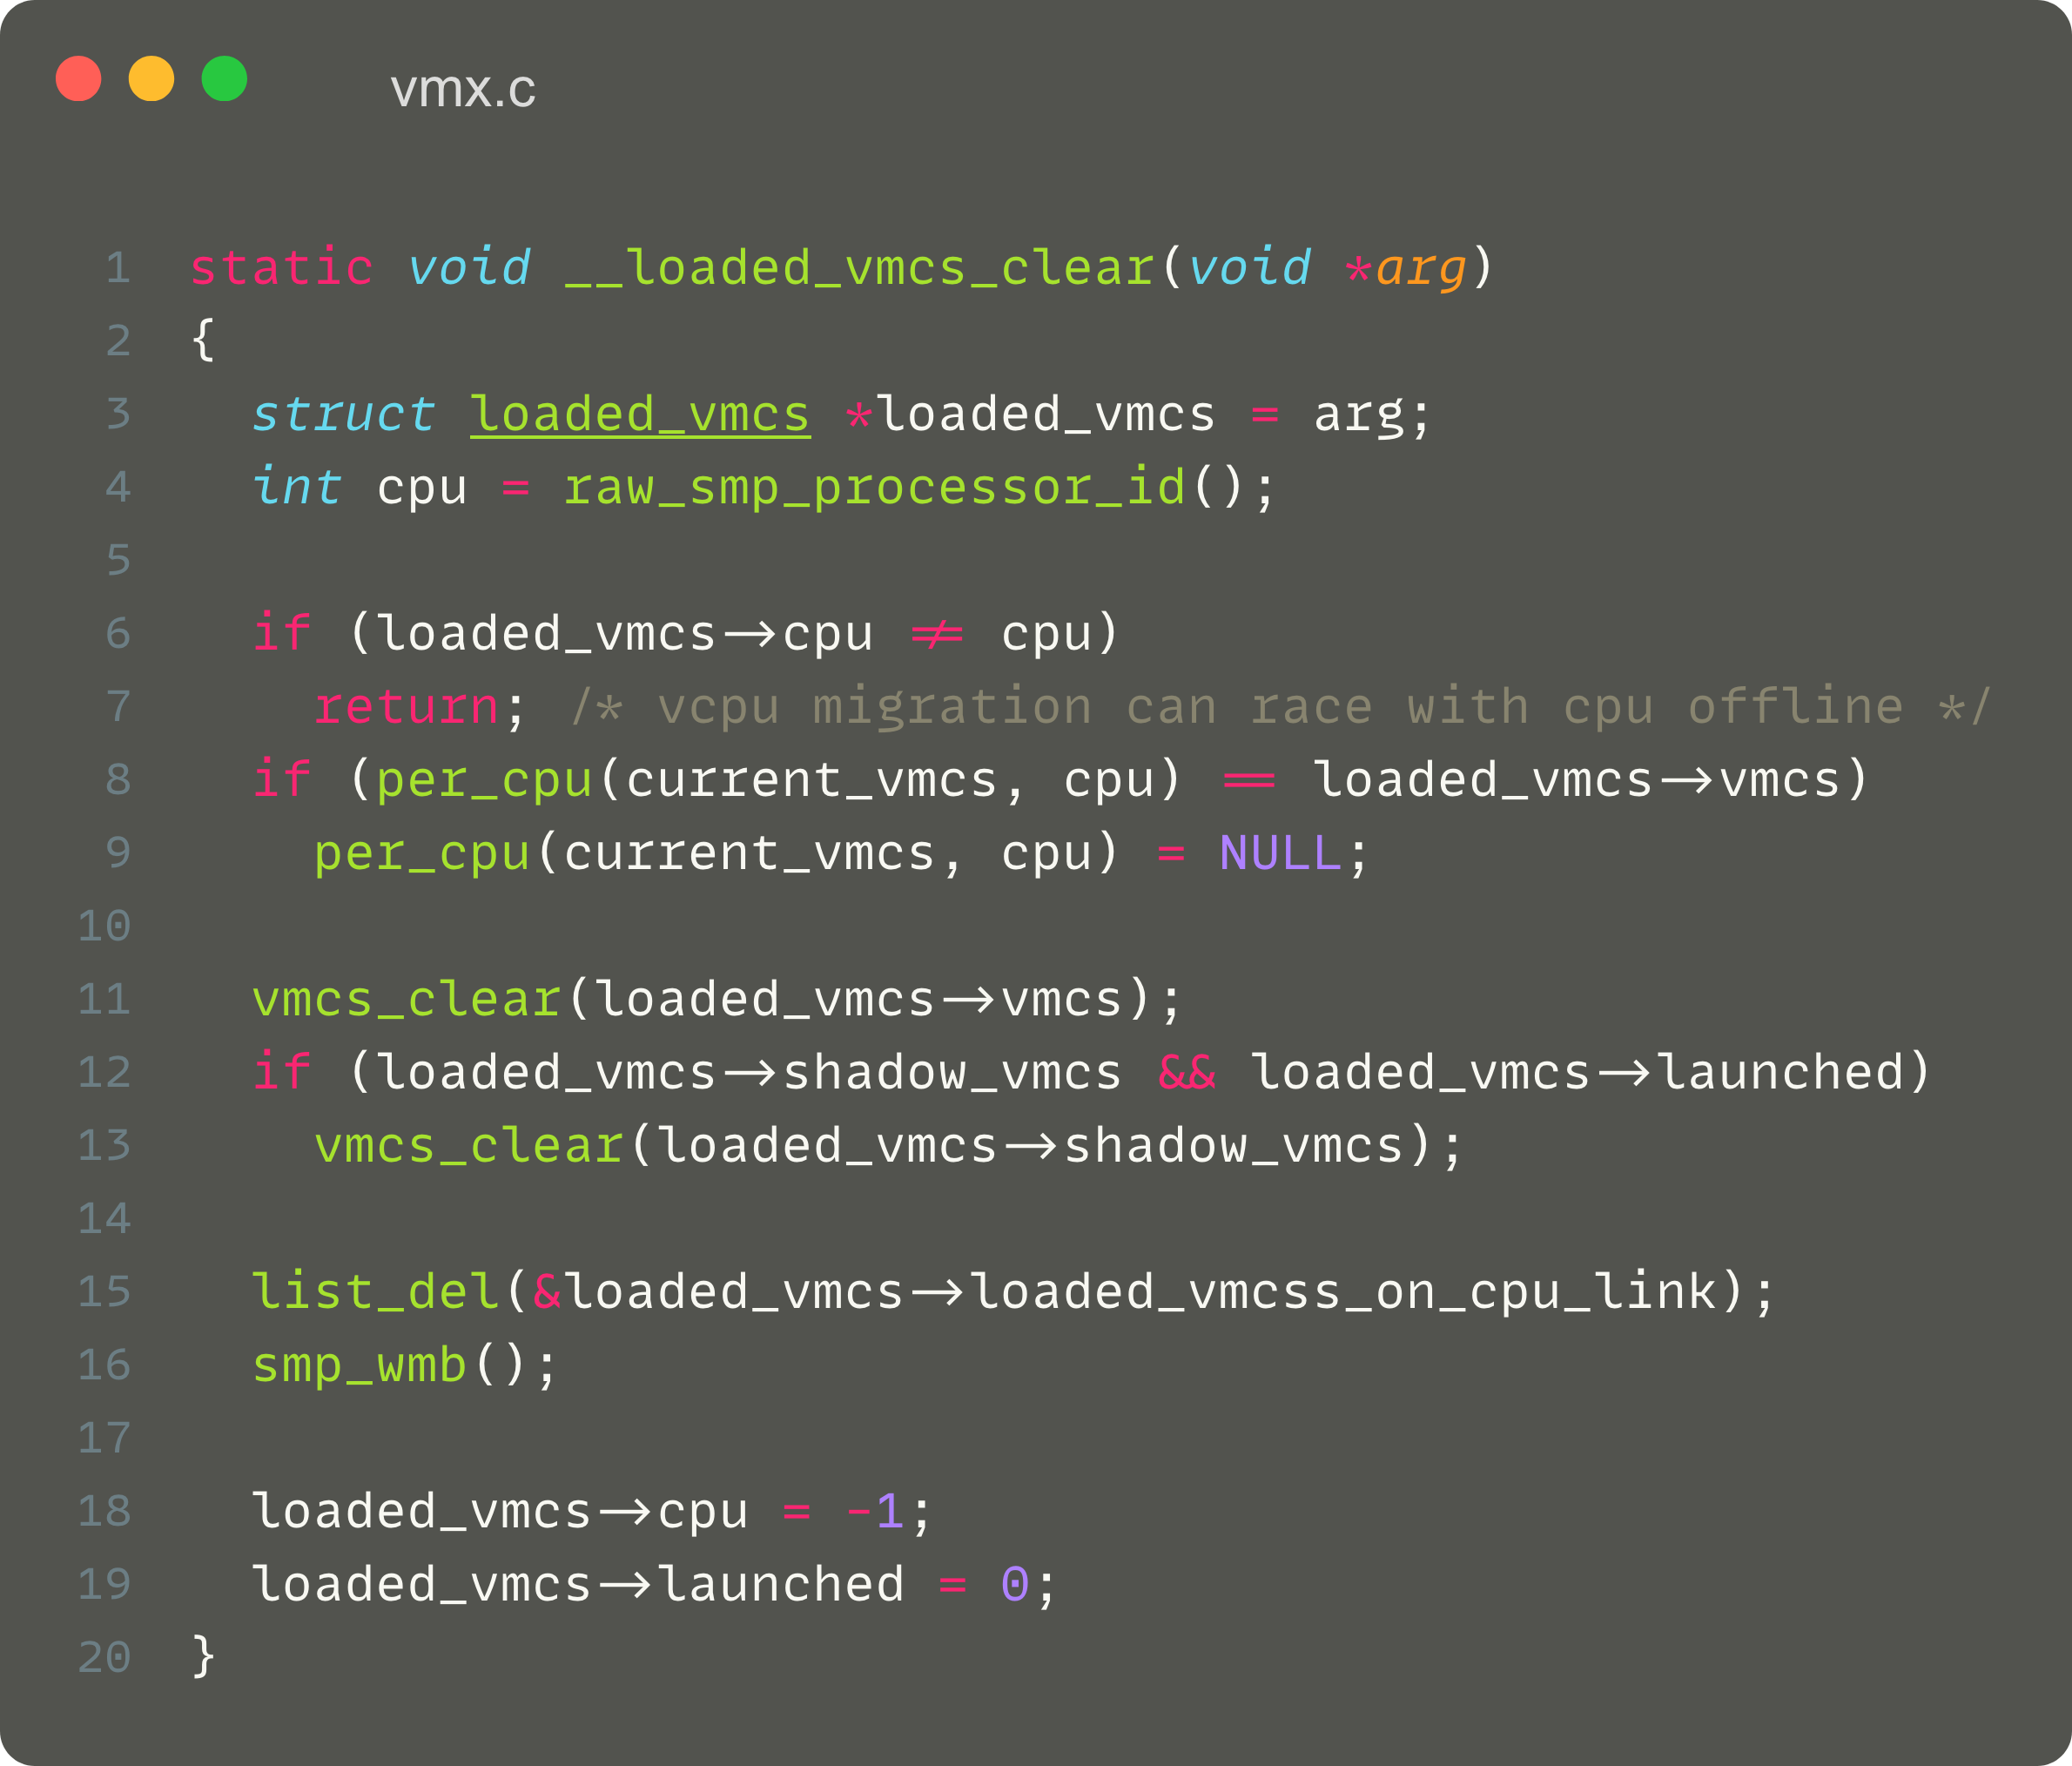 vmx.c
1 static void __loaded_vmcs_clear(void *arg)
2 {
3   struct loaded_vmcs *loaded_vmcs = arg;
4   int cpu = raw_smp_processor_id();
5
6   if (loaded_vmcs->cpu != cpu)
7     return; /* vcpu migration can race with cpu offline */
8   if (per_cpu(current_vmcs, cpu) == loaded_vmcs->vmcs)
9     per_cpu(current_vmcs, cpu) = NULL;
10
11   vmcs_clear(loaded_vmcs->vmcs);
12   if (loaded_vmcs->shadow_vmcs && loaded_vmcs->launched)
13     vmcs_clear(loaded_vmcs->shadow_vmcs);
14
15   list_del(&loaded_vmcs->loaded_vmcss_on_cpu_link);
16   smp_wmb();
17
18   loaded_vmcs->cpu = -1;
19   loaded_vmcs->launched = 0;
20 }